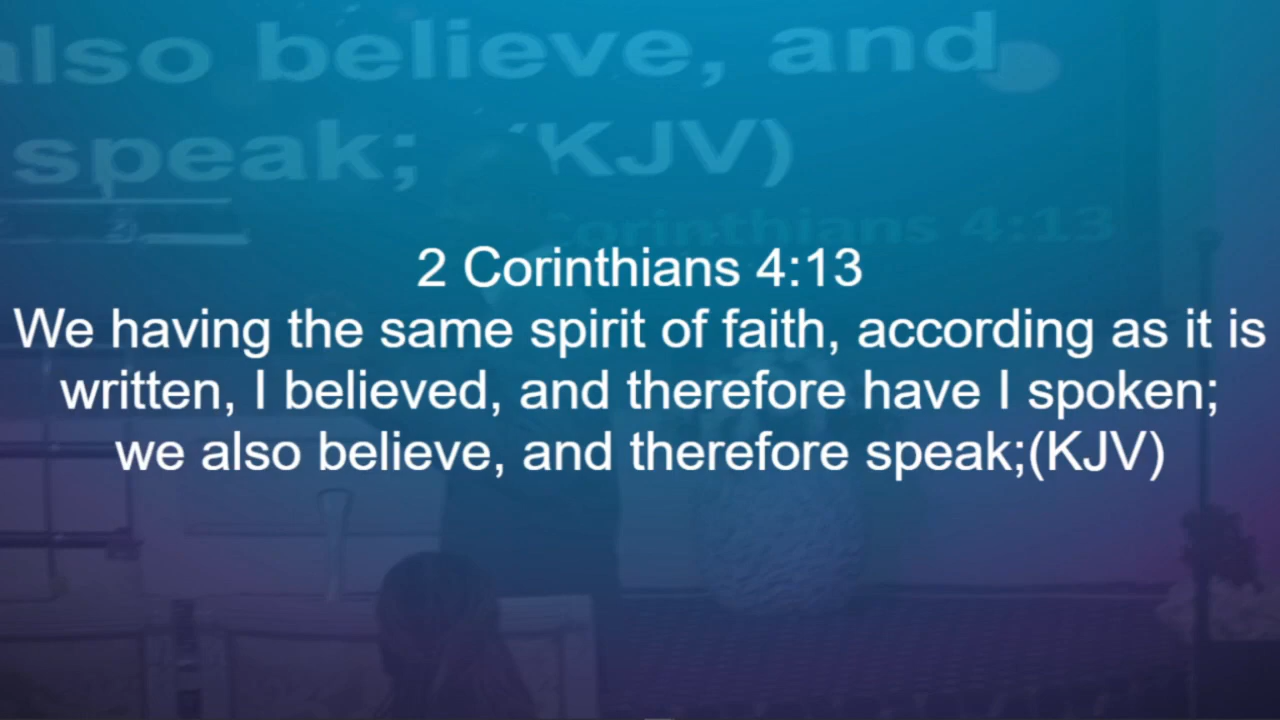 also believe, and
speak; (KJV)
Corinthians 4:13
2 Corinthians 4:13
We having the same spirit of faith, according as it is
written, I believed, and therefore have I spoken;
we also believe, and therefore speak;(KJV)